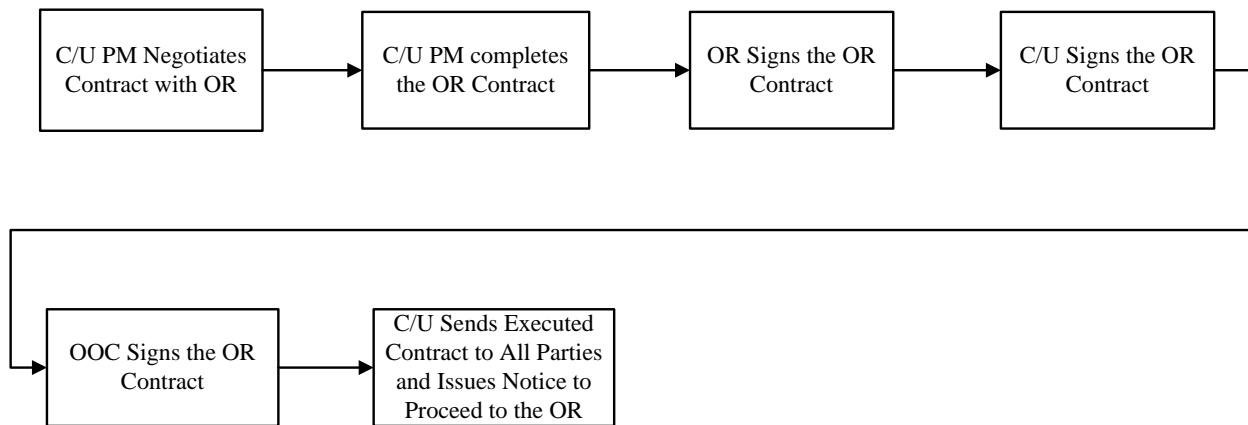 C/U PM Negotiates
Contract with OR
C/U PM completes
the OR Contract
OR Signs the OR
Contract
C/U Signs the OR
Contract
OOC Signs the OR
Contract
C/U Sends Executed
Contract to All Parties
and Issues Notice to
Proceed to the OR